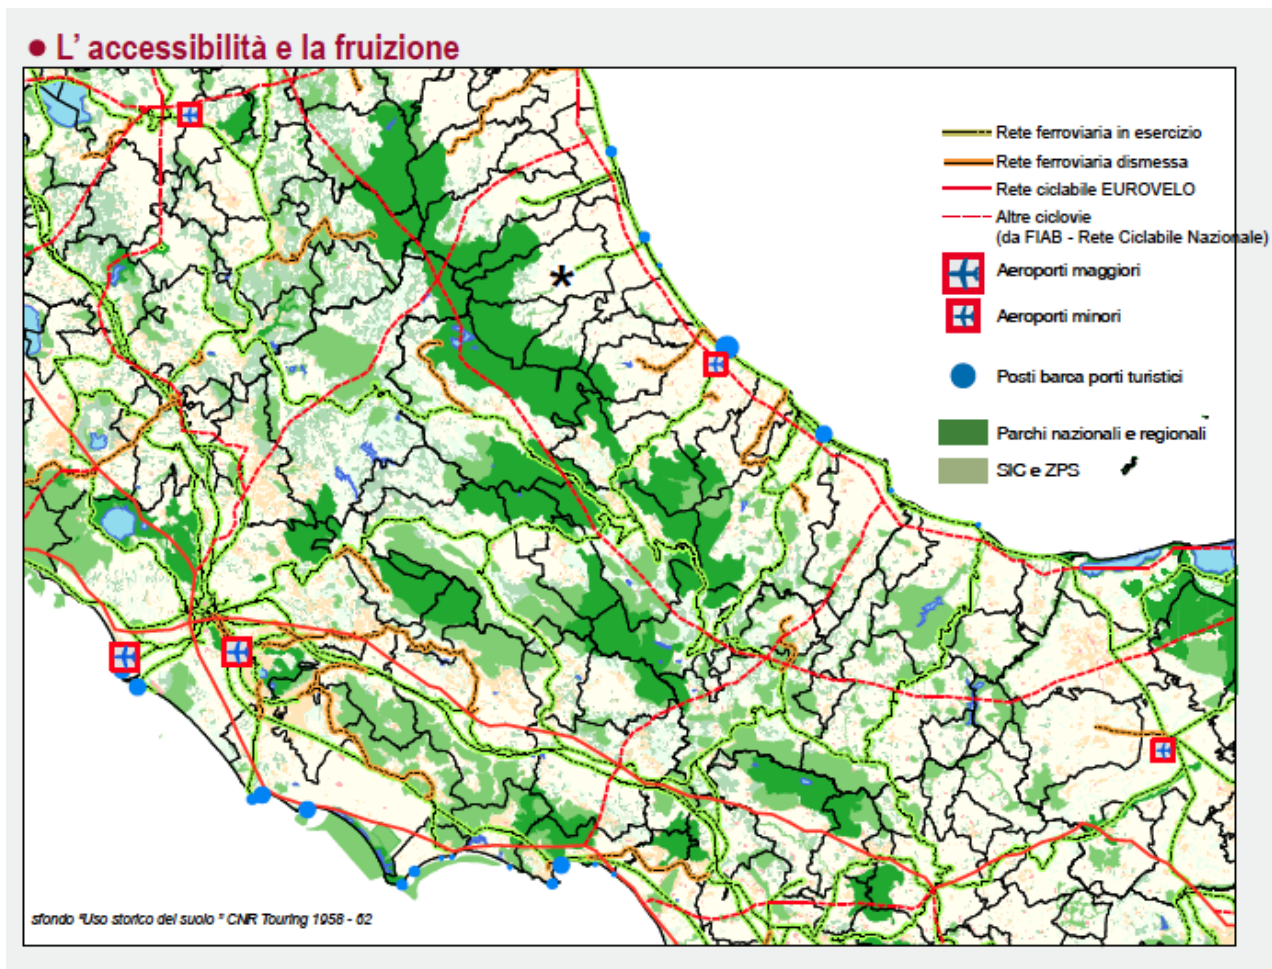 • L' accessibilità e la fruizione
Rete ferroviaria in esercizio
Rete ferroviaria dismessa
Rete ciclabile EUROVELO
Altre ciclovie
(da FIAB - Rete Ciclabile Nazionale)
Aeroporti maggiori
Aeroporti minori
Posti barca porti turistici
Parchi nazionali e regionali
SIC e ZPS
*
sfondo "Uso storico del suolo " CNR Touring 1958 - 62